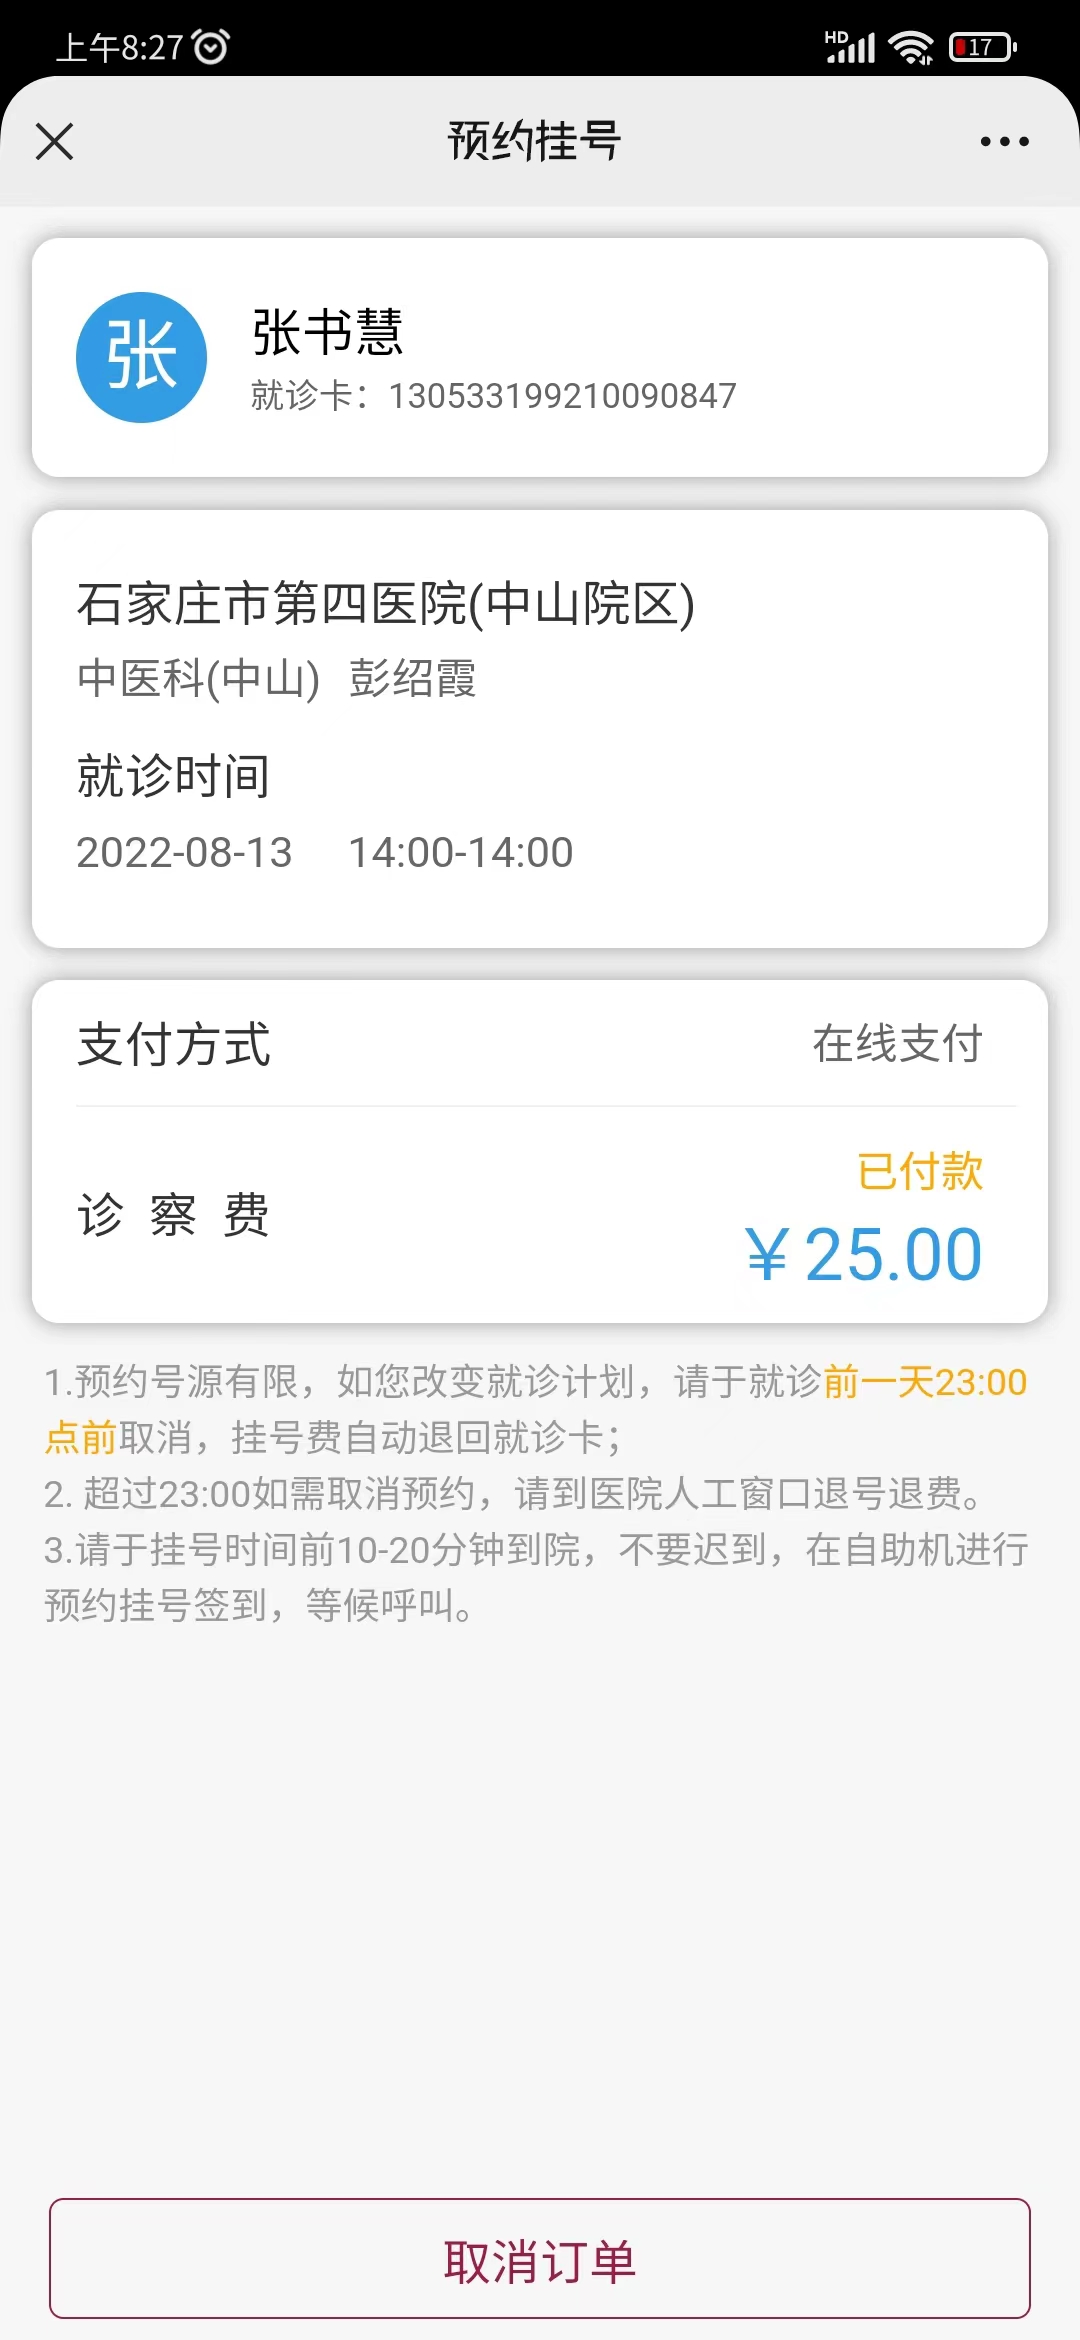 上午8:27
HD
17
预约挂号
张
张书慧
就诊卡：130533199210090847
石家庄市第四医院(中山院区)
中医科(中山) 彭绍霞
就诊时间
2022-08-13 14:00-14:00
支付方式 在线支付
已付款
诊 察 费
¥ 25.00
1.预约号源有限，如您改变就诊计划，请于就诊前一天23:00
点前取消，挂号费自动退回就诊卡；
2. 超过23:00如需取消预约，请到医院人工窗口退号退费。
3.请于挂号时间前10-20分钟到院，不要迟到，在自助机进行
预约挂号签到，等候呼叫。
取消订单